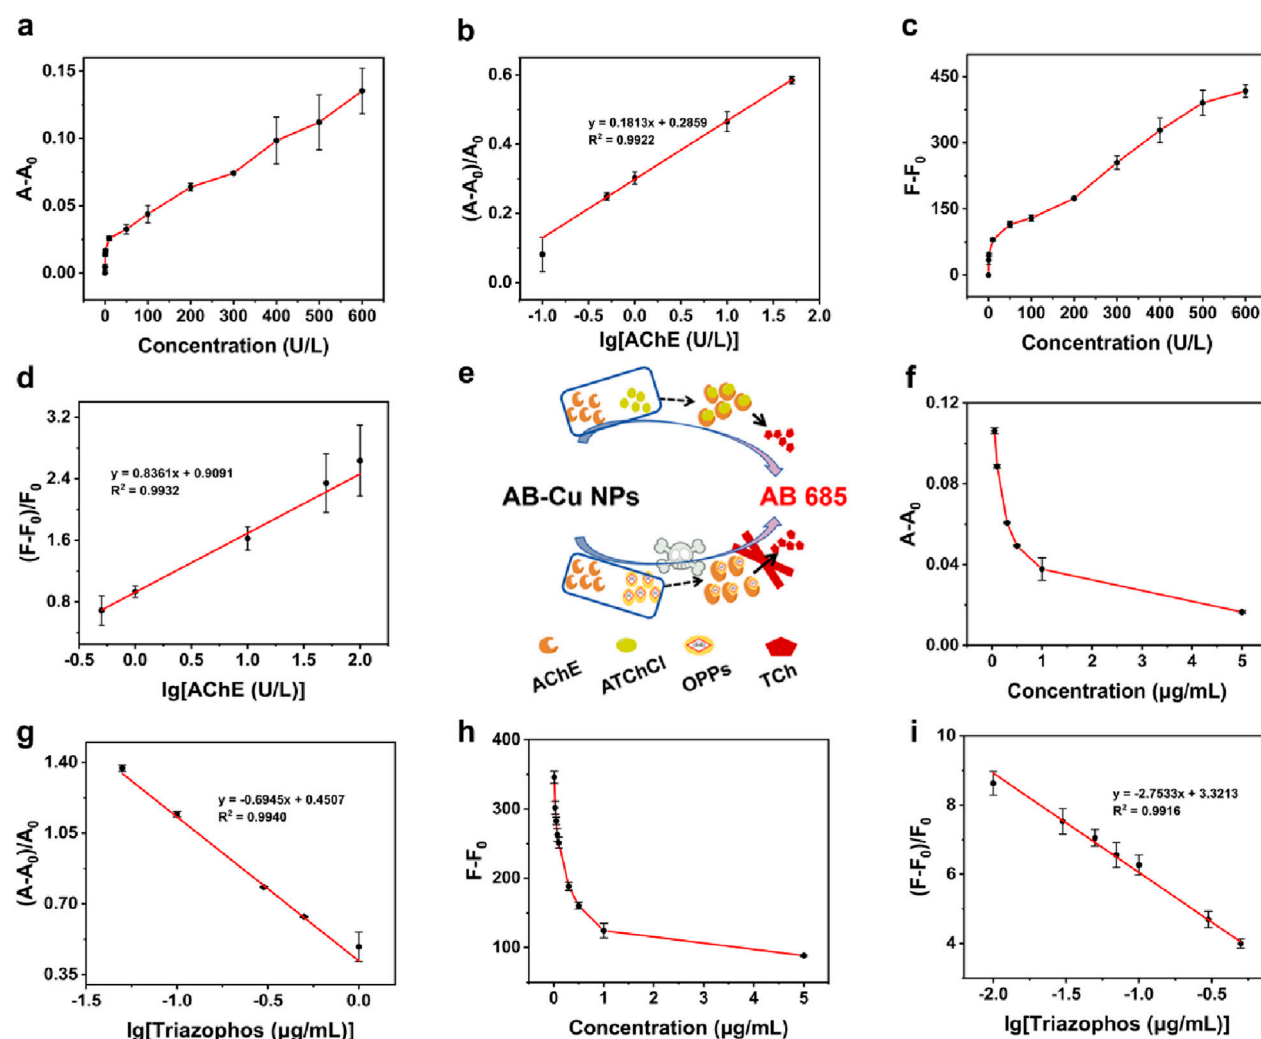 a
0.15
0.10
0.05
0.00
A-A0
0 100 200 300 400 500 600
Concentration (U/L)
b
0.6
0.4
0.2
0.0
(A-A0)/A0
y = 0.1813x + 0.2859
R2 = 0.9922
-1.0 -0.5 0.0 0.5 1.0 1.5 2.0
lg[AChE (U/L)]
c
450
300
150
0
F-F0
0 100 200 300 400 500 600
Concentration (U/L)
d
3.2
2.4
1.6
0.8
(F-F0)/F0
y = 0.8361x + 0.9091
R2 = 0.9932
-0.5 0.0 0.5 1.0 1.5 2.0
lg[AChE (U/L)]
e
AB-Cu NPs
AB 685
AChE
ATChCl
OPPs
TCh
f
0.12
0.08
0.04
0.00
A-A0
0 1 2 3 4 5
Concentration (μg/mL)
g
1.40
1.05
0.70
0.35
(A-A0)/A0
y = -0.6945x + 0.4507
R2 = 0.9940
-1.5 -1.0 -0.5 0.0
lg[Triazophos (μg/mL)]
h
400
300
200
100
F-F0
0 1 2 3 4 5
Concentration (μg/mL)
i
8
6
4
(F-F0)/F0
y = -2.7533x + 3.3213
R2 = 0.9916
-2.0 -1.5 -1.0 -0.5
lg[Triazophos (μg/mL)]